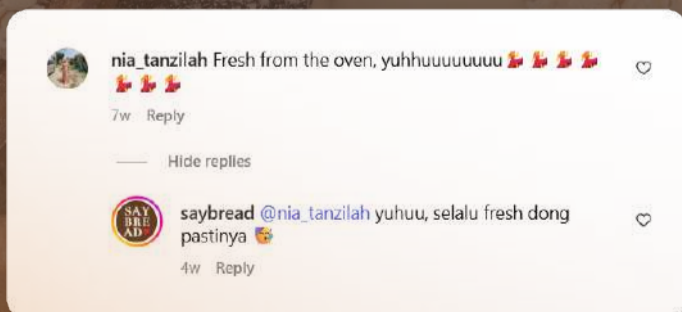 nia_tanzilah Fresh from the oven, yuhhuuuuuuuu 💃 💃 💃 💃
💃 💃 💃
7w Reply
Hide replies
SAY
BRE
AD
saybread @nia_tanzilah yuhuu, selalu fresh dong
pastinya 🥳
4w Reply